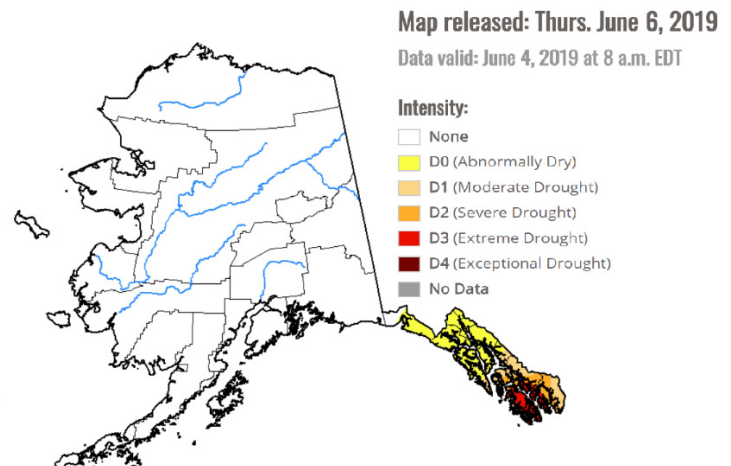 Map released: Thurs. June 6, 2019
Data valid: June 4, 2019 at 8 a.m. EDT
Intensity:
None
D0 (Abnormally Dry)
D1 (Moderate Drought)
D2 (Severe Drought)
D3 (Extreme Drought)
D4 (Exceptional Drought)
No Data